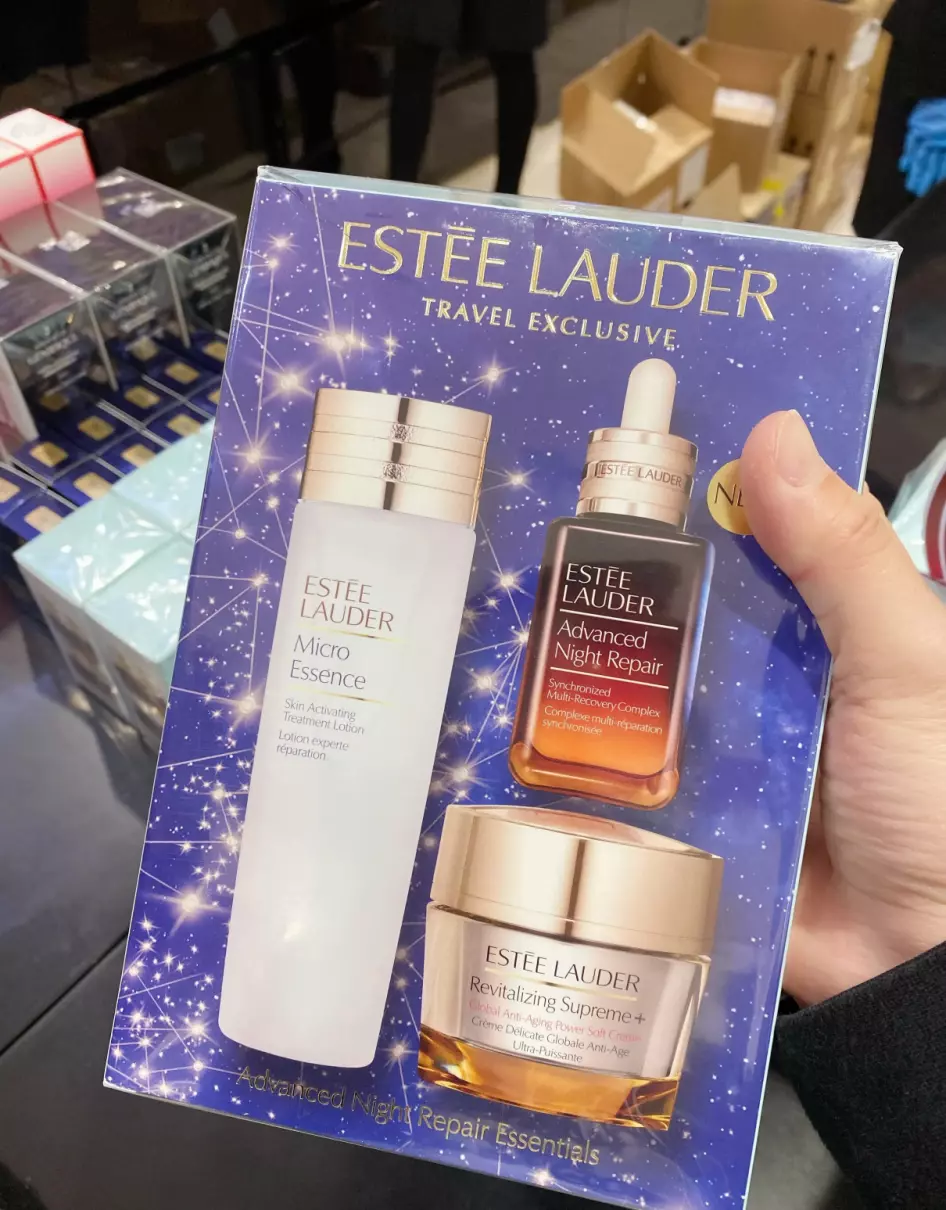 ESTĒE LAUDER
TRAVEL EXCLUSIVE
ESTĒE LAUDER
ESTĒE
LAUDER
Micro
Essence
Skin Activating
Treatment Lotion
Lotion experte
réparation
ESTĒE
LAUDER
Advanced
Night Repair
Synchronized
Multi-Recovery Complex
Complexe multi-réparation
synchronisée
ESTĒE LAUDER
Revitalizing Supreme+
Global Anti-Aging Power Soft Creme
Crème Délicate Globale Anti-Age
Ultra-Puissante
Advanced Night Repair Essentials